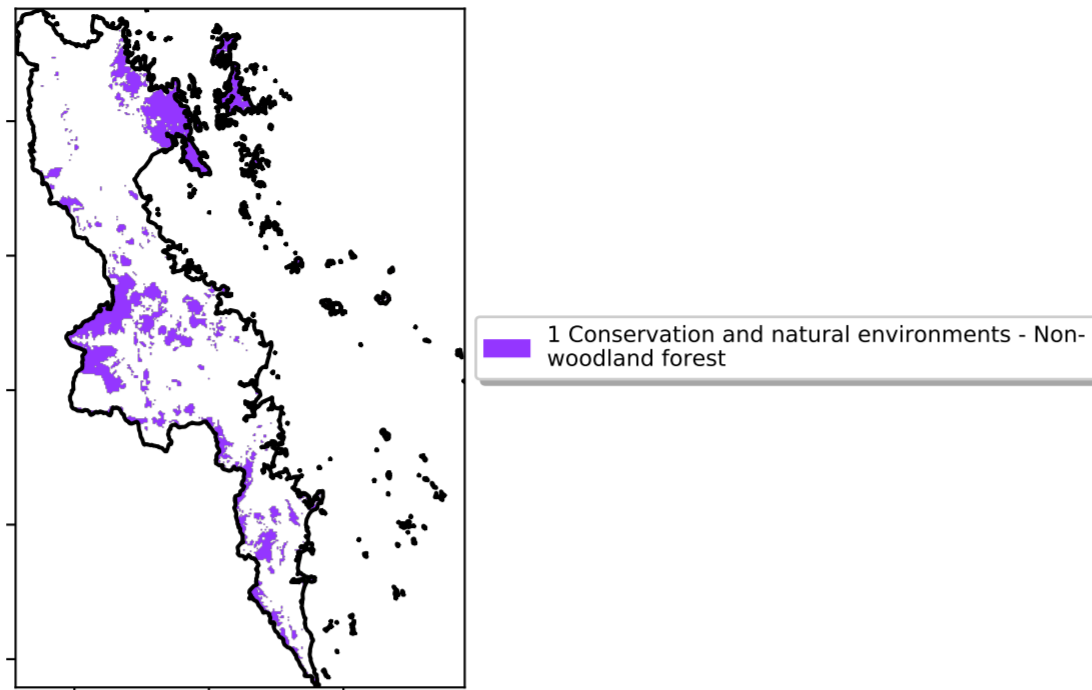 1 Conservation and natural environments - Non-
woodland forest